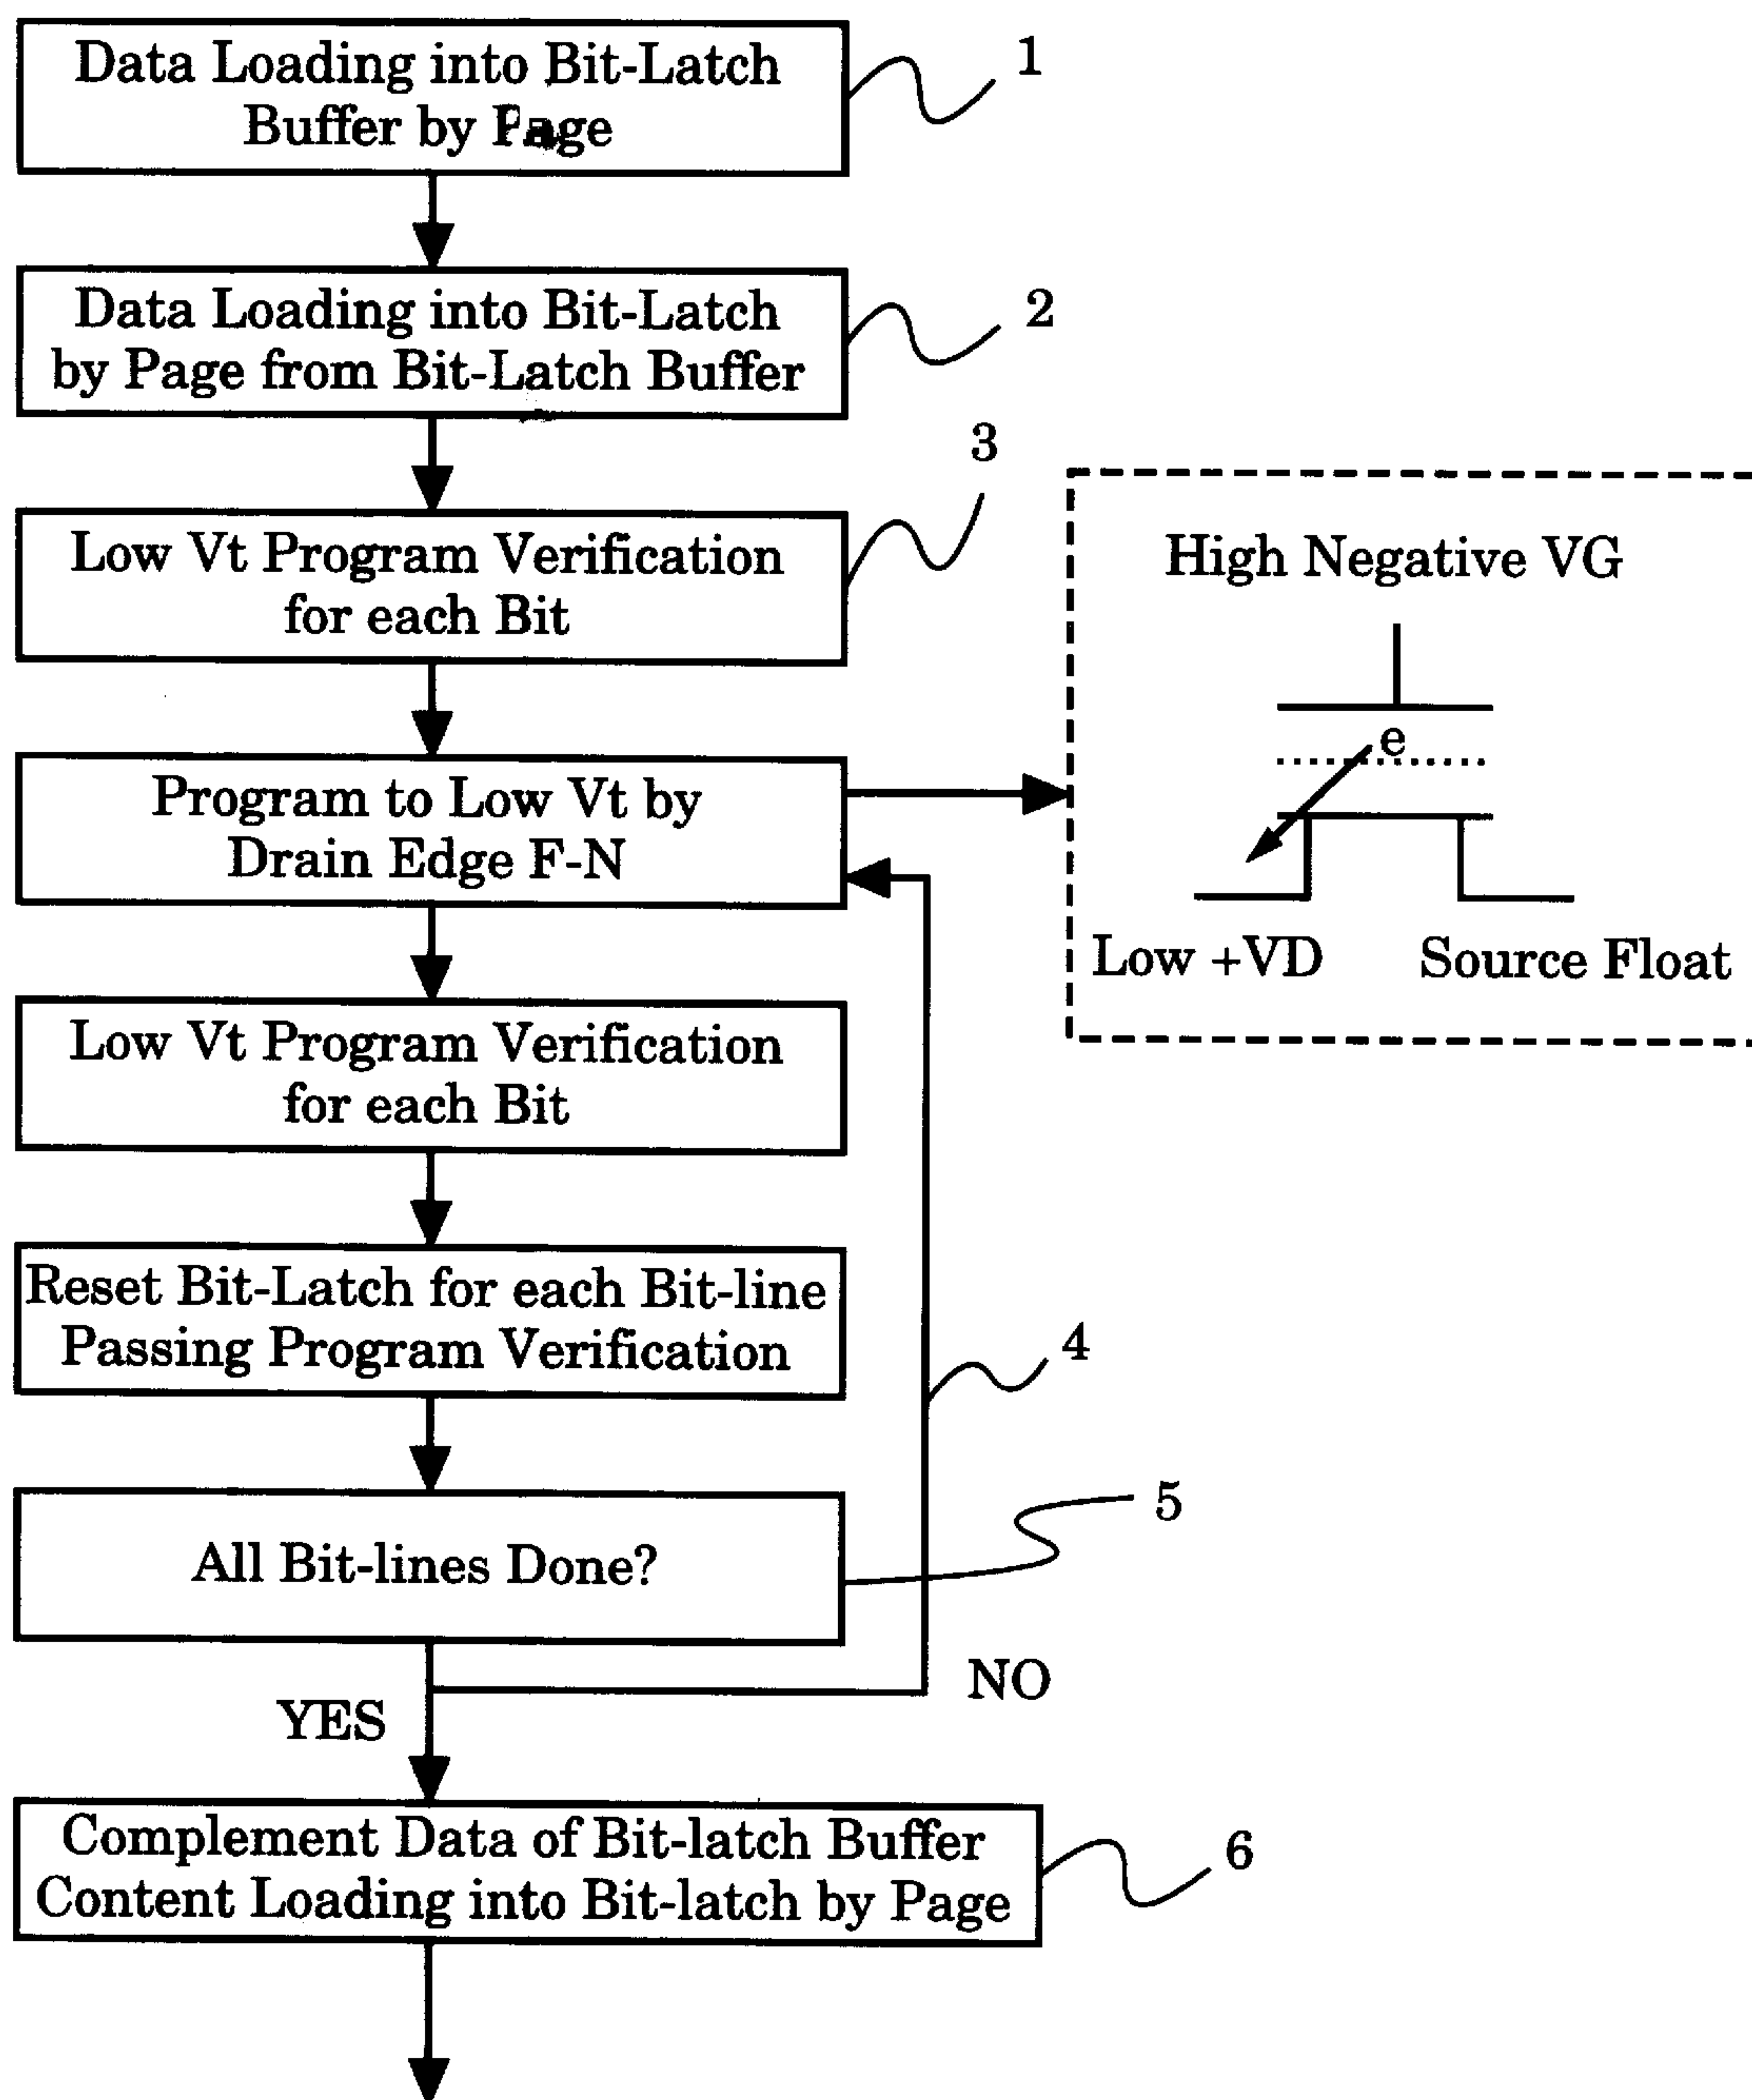 Data Loading into Bit-Latch
Buffer by Page
1
Data Loading into Bit-Latch
by Page from Bit-Latch Buffer
2
3
Low Vt Program Verification
for each Bit
High Negative VG
e
Program to Low Vt by
Drain Edge F-N
Low +VD
Source Float
Low Vt Program Verification
for each Bit
Reset Bit-Latch for each Bit-line
Passing Program Verification
4
5
All Bit-lines Done?
NO
YES
Complement Data of Bit-latch Buffer
Content Loading into Bit-latch by Page
6